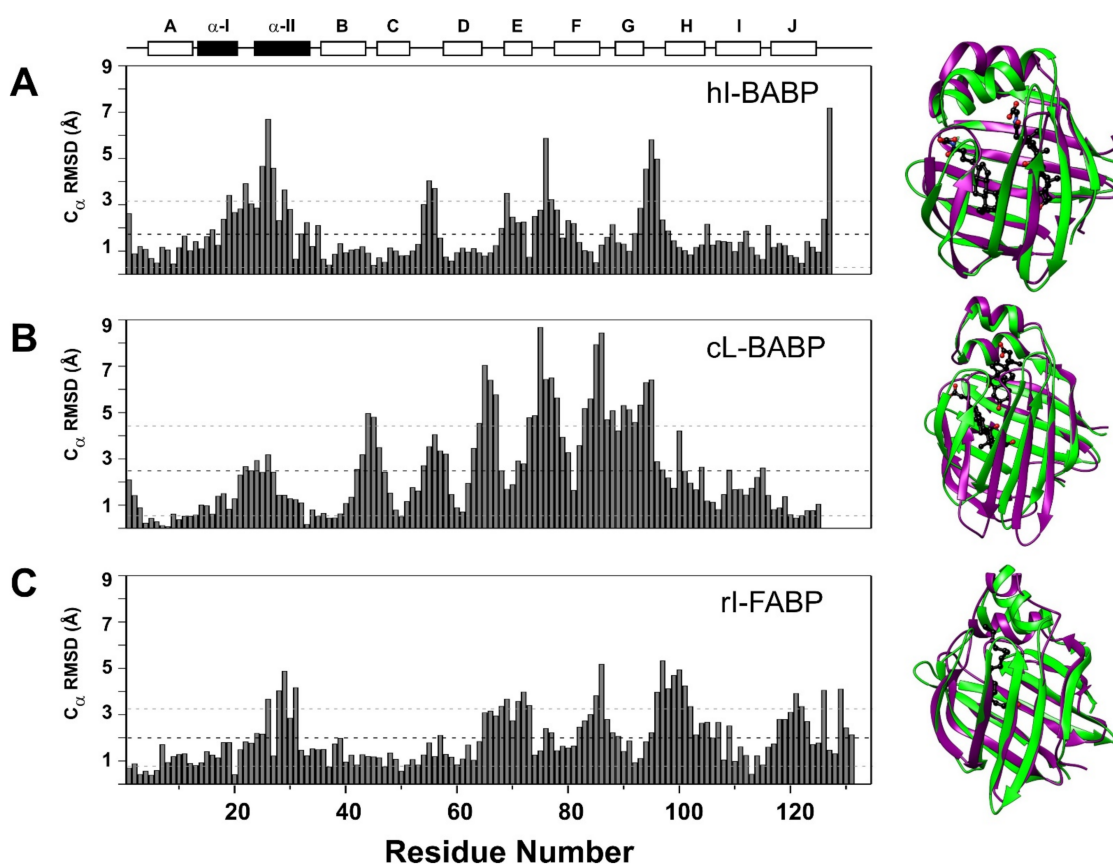 A α-I α-II B C D E F G H I J
A
9
7
3
1
Cα RMSD (Å)
hI-BABP
B
9
7
5
3
1
Cα RMSD (Å)
cL-BABP
C
9
7
5
3
1
Cα RMSD (Å)
rI-FABP
20 40 60 80 100 120
Residue Number